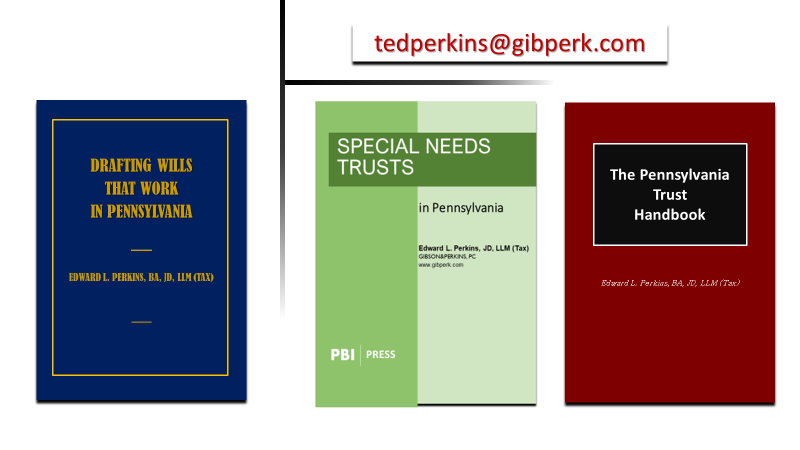 tedperkins@gibperk.com
DRAFTING WILLS
THAT WORK
IN PENNSYLVANIA
EDWARD L. PERKINS, BA, JD, LLM (TAX)
SPECIAL NEEDS
TRUSTS
in Pennsylvania
Edward L. Perkins, JD, LLM (Tax)
GIBSON&PERKINS, PC
www.gibperk.com
PBI PRESS
The Pennsylvania
Trust
Handbook
Edward L. Perkins, BA, JD, LLM (Tax)